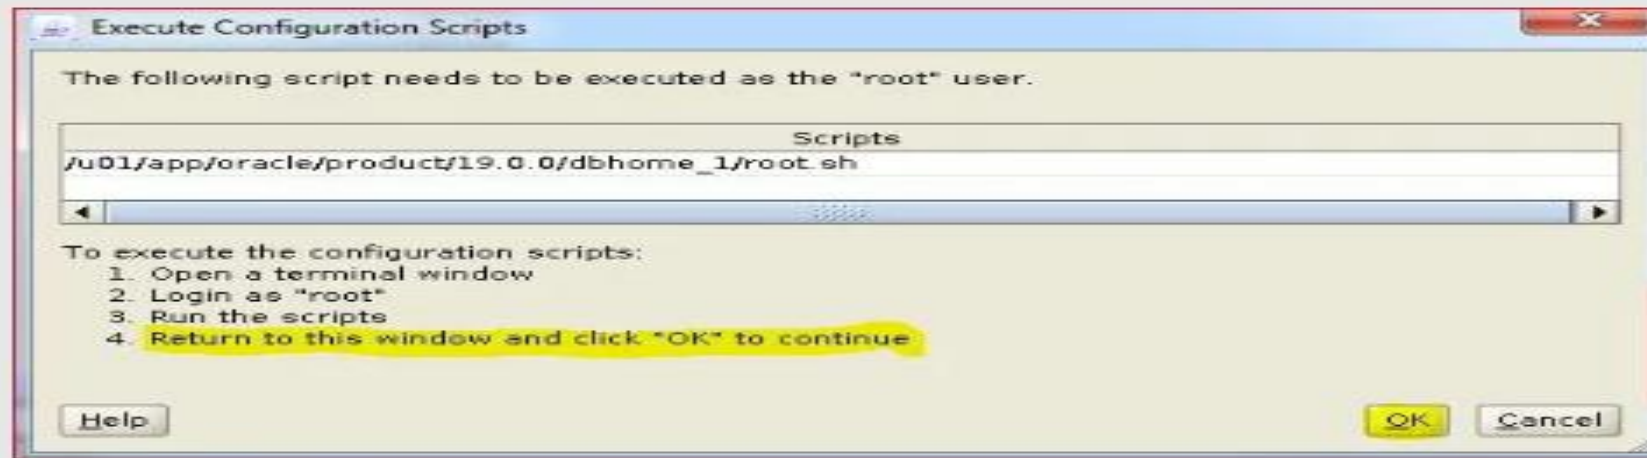 Execute Configuration Scripts
The following script needs to be executed as the "root" user.
Scripts
/u01/app/oracle/product/19.0.0/dbhome_1/root.sh
To execute the configuration scripts:
1. Open a terminal window
2. Login as "root"
3. Run the scripts
4. Return to this window and click "OK" to continue
Help
OK
Cancel